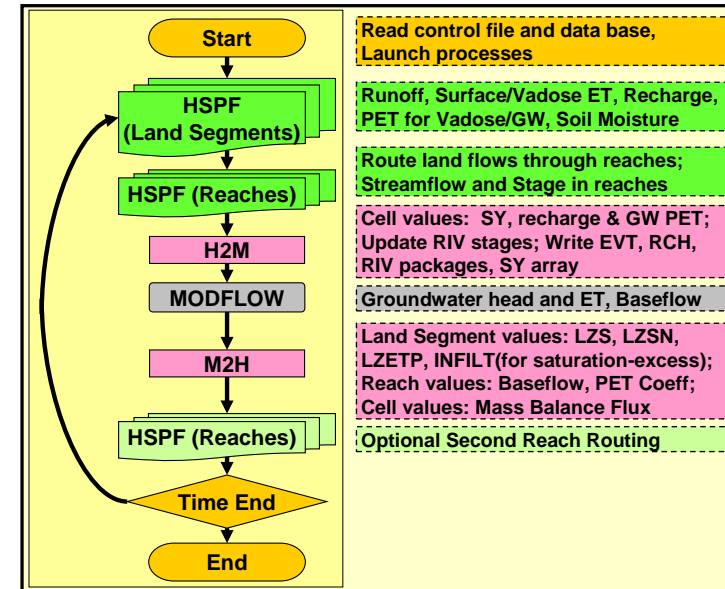 Start
Read control file and data base,
Launch processes
HSPF
(Land Segments)
Runoff, Surface/Vadose ET, Recharge,
PET for Vadose/GW, Soil Moisture
HSPF (Reaches)
Route land flows through reaches;
Streamflow and Stage in reaches
H2M
Cell values: SY, recharge & GW PET;
Update RIV stages; Write EVT, RCH,
RIV packages, SY array
MODFLOW
Groundwater head and ET, Baseflow
M2H
Land Segment values: LZS, LZSN,
LZETP, INFILT(for saturation-excess);
Reach values: Baseflow, PET Coeff;
Cell values: Mass Balance Flux
HSPF (Reaches)
Optional Second Reach Routing
Time End
End